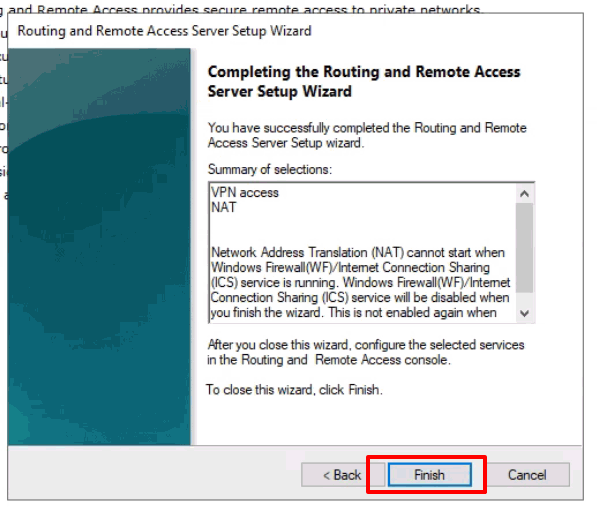 g and Remote Access provides secure remote access to private networks.
Routing and Remote Access Server Setup Wizard
Completing the Routing and Remote Access
Server Setup Wizard
You have successfully completed the Routing and Remote
Access Server Setup wizard.
Summary of selections:
VPN access
NAT
Network Address Translation (NAT) cannot start when
Windows Firewall(WF)/Internet Connection Sharing
(ICS) service is running. Windows Firewall(WF)/Internet
Connection Sharing (ICS) service will be disabled when
you finish the wizard. This is not enabled again when
After you close this wizard, configure the selected services
in the Routing and Remote Access console.
To close this wizard, click Finish.
< Back Finish Cancel